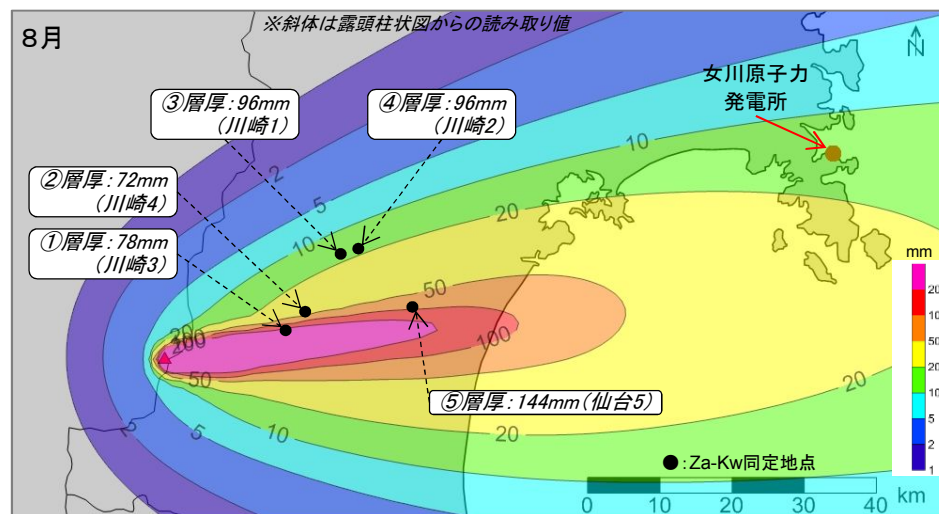 8月
※斜体は露頭柱状図からの読み取り値
N
女川原子力
発電所
③層厚：96mm
（川崎1）
④層厚：96mm
（川崎2）
②層厚：72mm
（川崎4）
①層厚：78mm
（川崎3）
⑤層厚：144mm（仙台5）
2
5
10
20
10
20
50
100
200
50
20
20
10
5
2
mm
200
100
50
20
10
5
2
1
●：Za-Kw同定地点
0 10 20 30 40 km